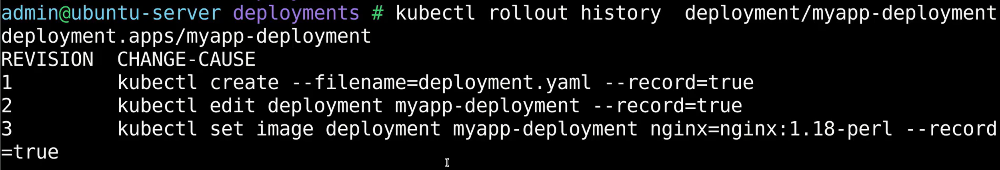 admin@ubuntu-server deployments # kubectl rollout history  deployment/myapp-deployment
deployment.apps/myapp-deployment
REVISION  CHANGE-CAUSE
1         kubectl create --filename=deployment.yaml --record=true
2         kubectl edit deployment myapp-deployment --record=true
3         kubectl set image deployment myapp-deployment nginx=nginx:1.18-perl --record
=true